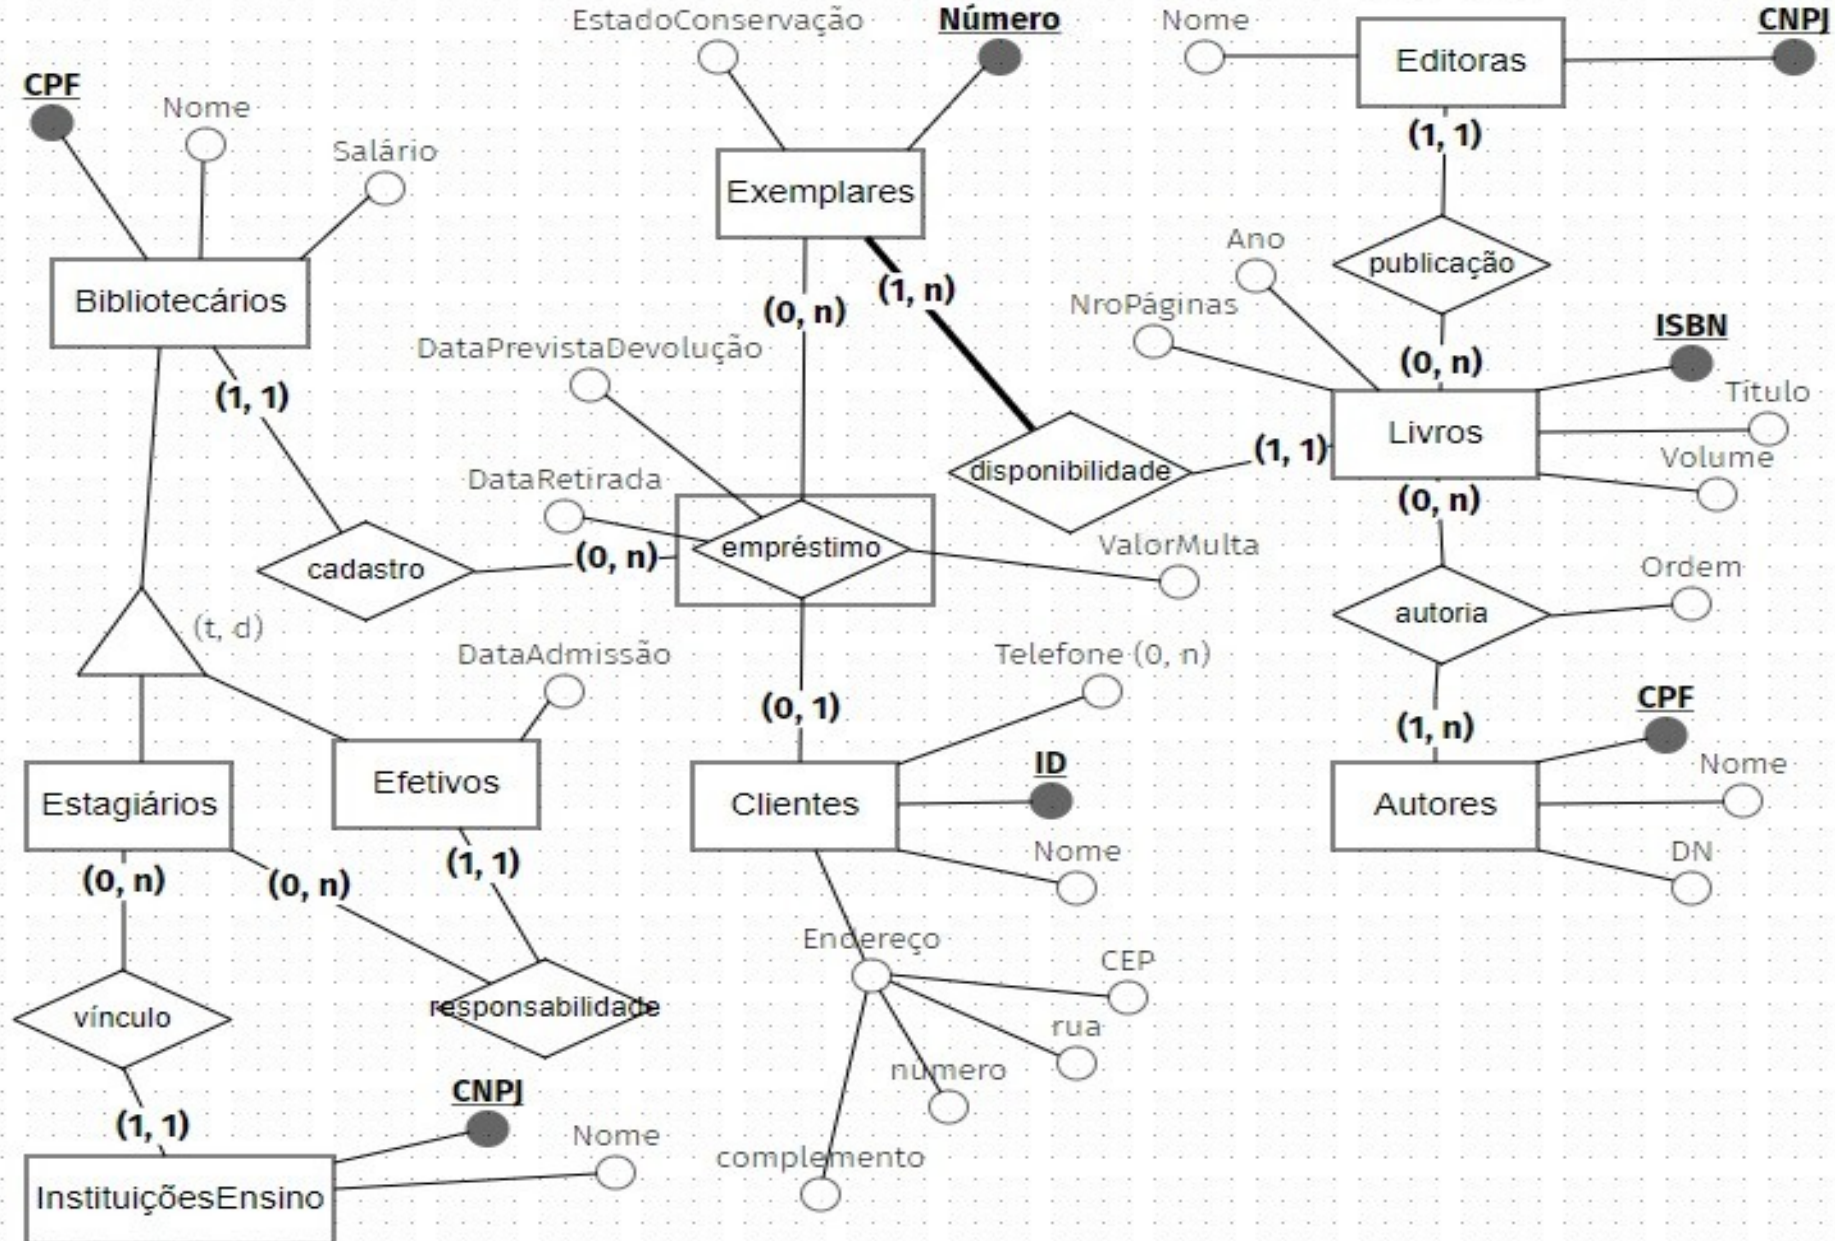 EstadoConservação
Número
Nome
CNPJ
Editoras
CPF
Nome
Salário
(1, 1)
Exemplares
Ano
publicação
Bibliotecários
(1, n)
(0, n)
NroPáginas
ISBN
DataPrevistaDevolução
(0, n)
Título
(1, 1)
Livros
(1, 1)
Volume
DataRetirada
disponibilidade
(0, n)
empréstimo
ValorMulta
(0, n)
cadastro
Ordem
autoria
(t, d)
DataAdmissão
Telefone (0, n)
(0, 1)
CPF
(1, n)
ID
Nome
Efetivos
Estagiários
Clientes
Autores
Nome
DN
(1, 1)
(0, n)
(0, n)
Endereço
CEP
responsabilidade
vínculo
rua
número
CNPJ
(1, 1)
Nome
complemento
InstituiçõesEnsino